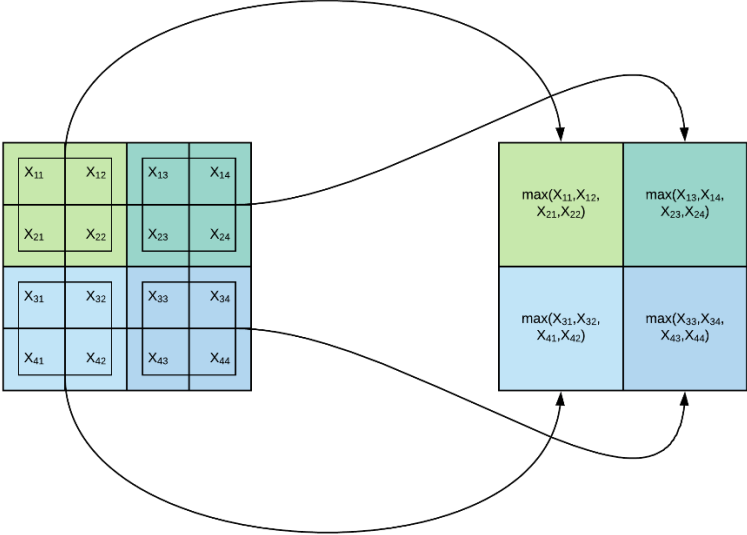 X₁₁ X₁₂ X₁₃ X₁₄
X₂₁ X₂₂ X₂₃ X₂₄
X₃₁ X₃₂ X₃₃ X₃₄
X₄₁ X₄₂ X₄₃ X₄₄
max(X₁₁,X₁₂,
X₂₁,X₂₂)
max(X₁₃,X₁₄,
X₂₃,X₂₄)
max(X₃₁,X₃₂,
X₄₁,X₄₂)
max(X₃₃,X₃₄,
X₄₃,X₄₄)